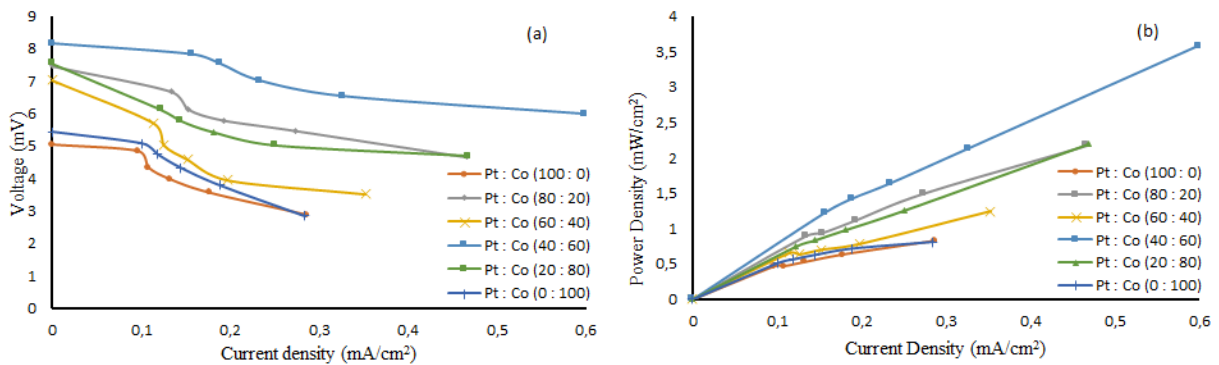 (a)
Voltage (mV)
9
8
7
6
5
4
3
2
1
0
Pt : Co (100 : 0)
Pt : Co (80 : 20)
Pt : Co (60 : 40)
Pt : Co (40 : 60)
Pt : Co (20 : 80)
Pt : Co (0 : 100)
0 0,1 0,2 0,3 0,4 0,5 0,6
Current density (mA/cm²)
(b)
Power Density (mW/cm²)
4
3,5
3
2,5
2
1,5
1
0,5
0
Pt : Co (100 : 0)
Pt : Co (80 : 20)
Pt : Co (60 : 40)
Pt : Co (40 : 60)
Pt : Co (20 : 80)
Pt : Co (0 : 100)
0 0,1 0,2 0,3 0,4 0,5 0,6
Current Density (mA/cm²)